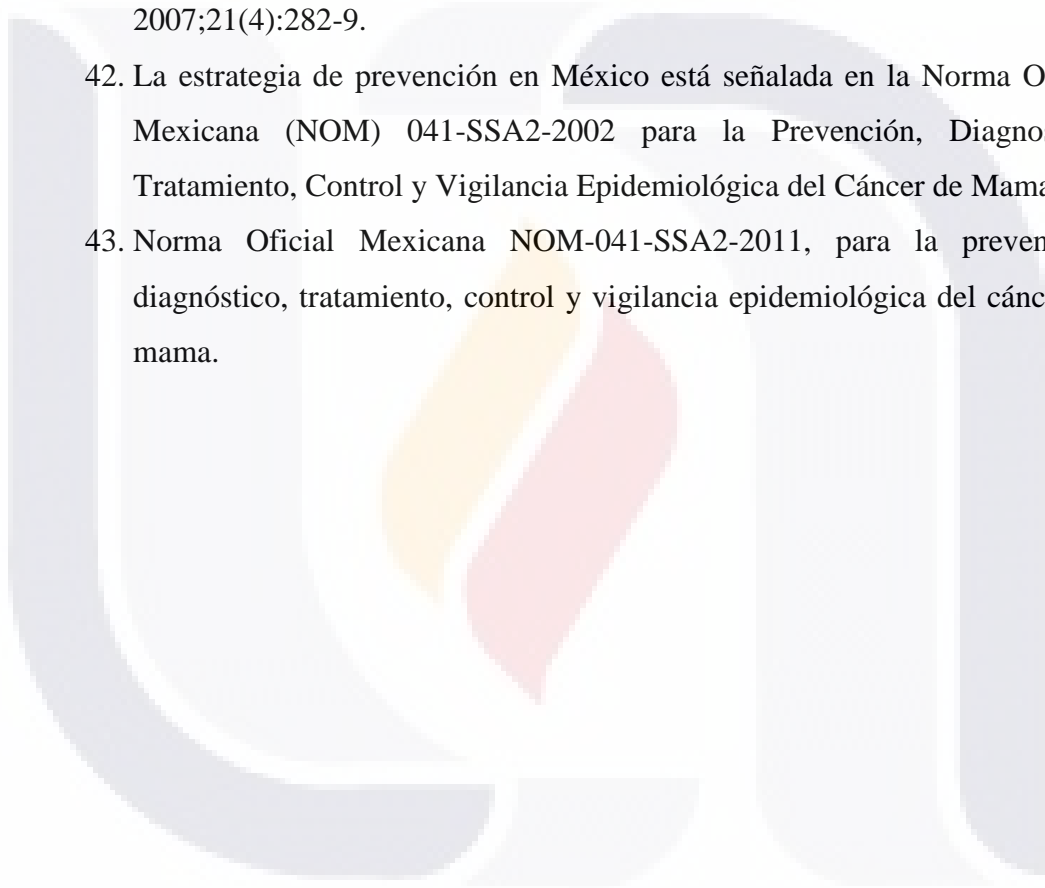 2007;21(4):282-9.
42. La estrategia de prevención en México está señalada en la Norma O
Mexicana (NOM) 041-SSA2-2002 para la Prevención, Diagnos
Tratamiento, Control y Vigilancia Epidemiológica del Cáncer de Mama
43. Norma Oficial Mexicana NOM-041-SSA2-2011, para la preven
diagnóstico, tratamiento, control y vigilancia epidemiológica del cánc
mama.